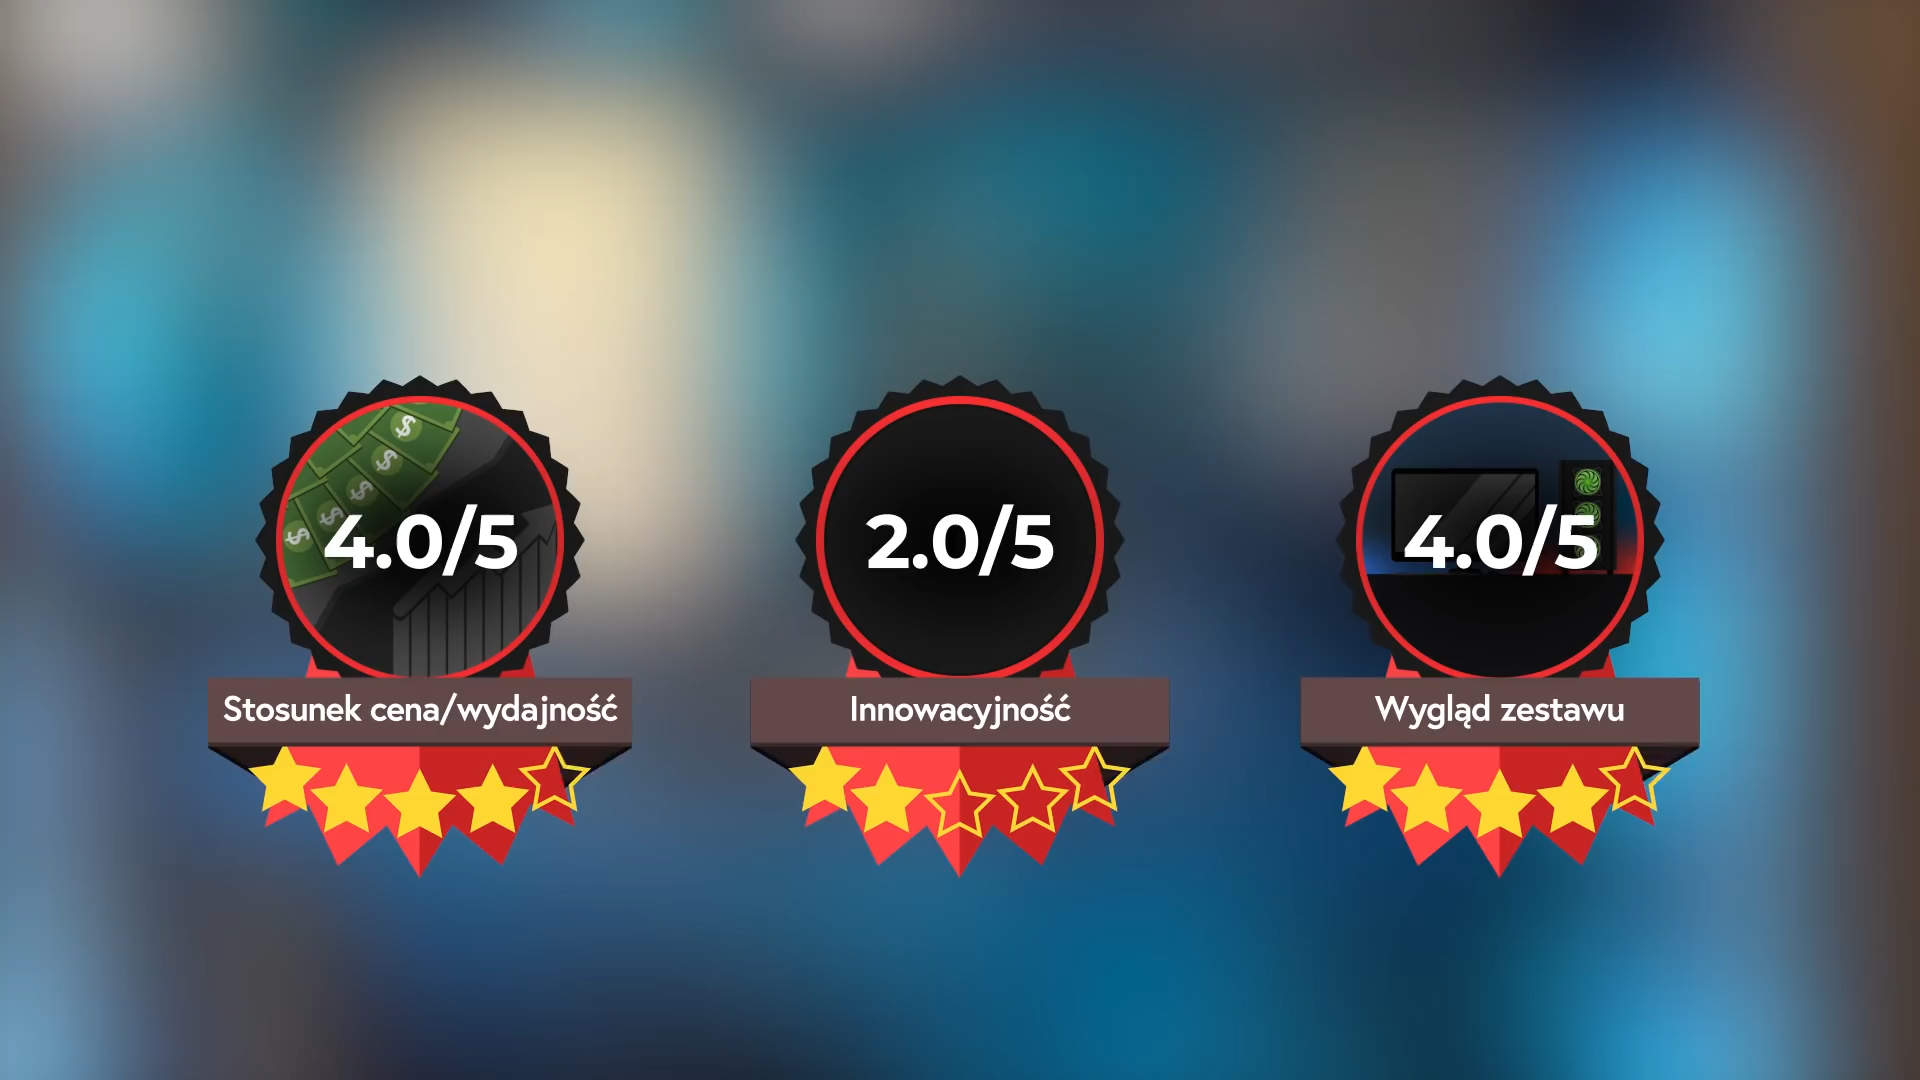 4.0/5
Stosunek cena/wydajność
2.0/5
Innowacyjność
4.0/5
Wygląd zestawu